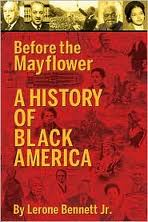 Before the
Mayflower
A HISTORY
OF
BLACK
AMERICA
By Lerone Bennett Jr.